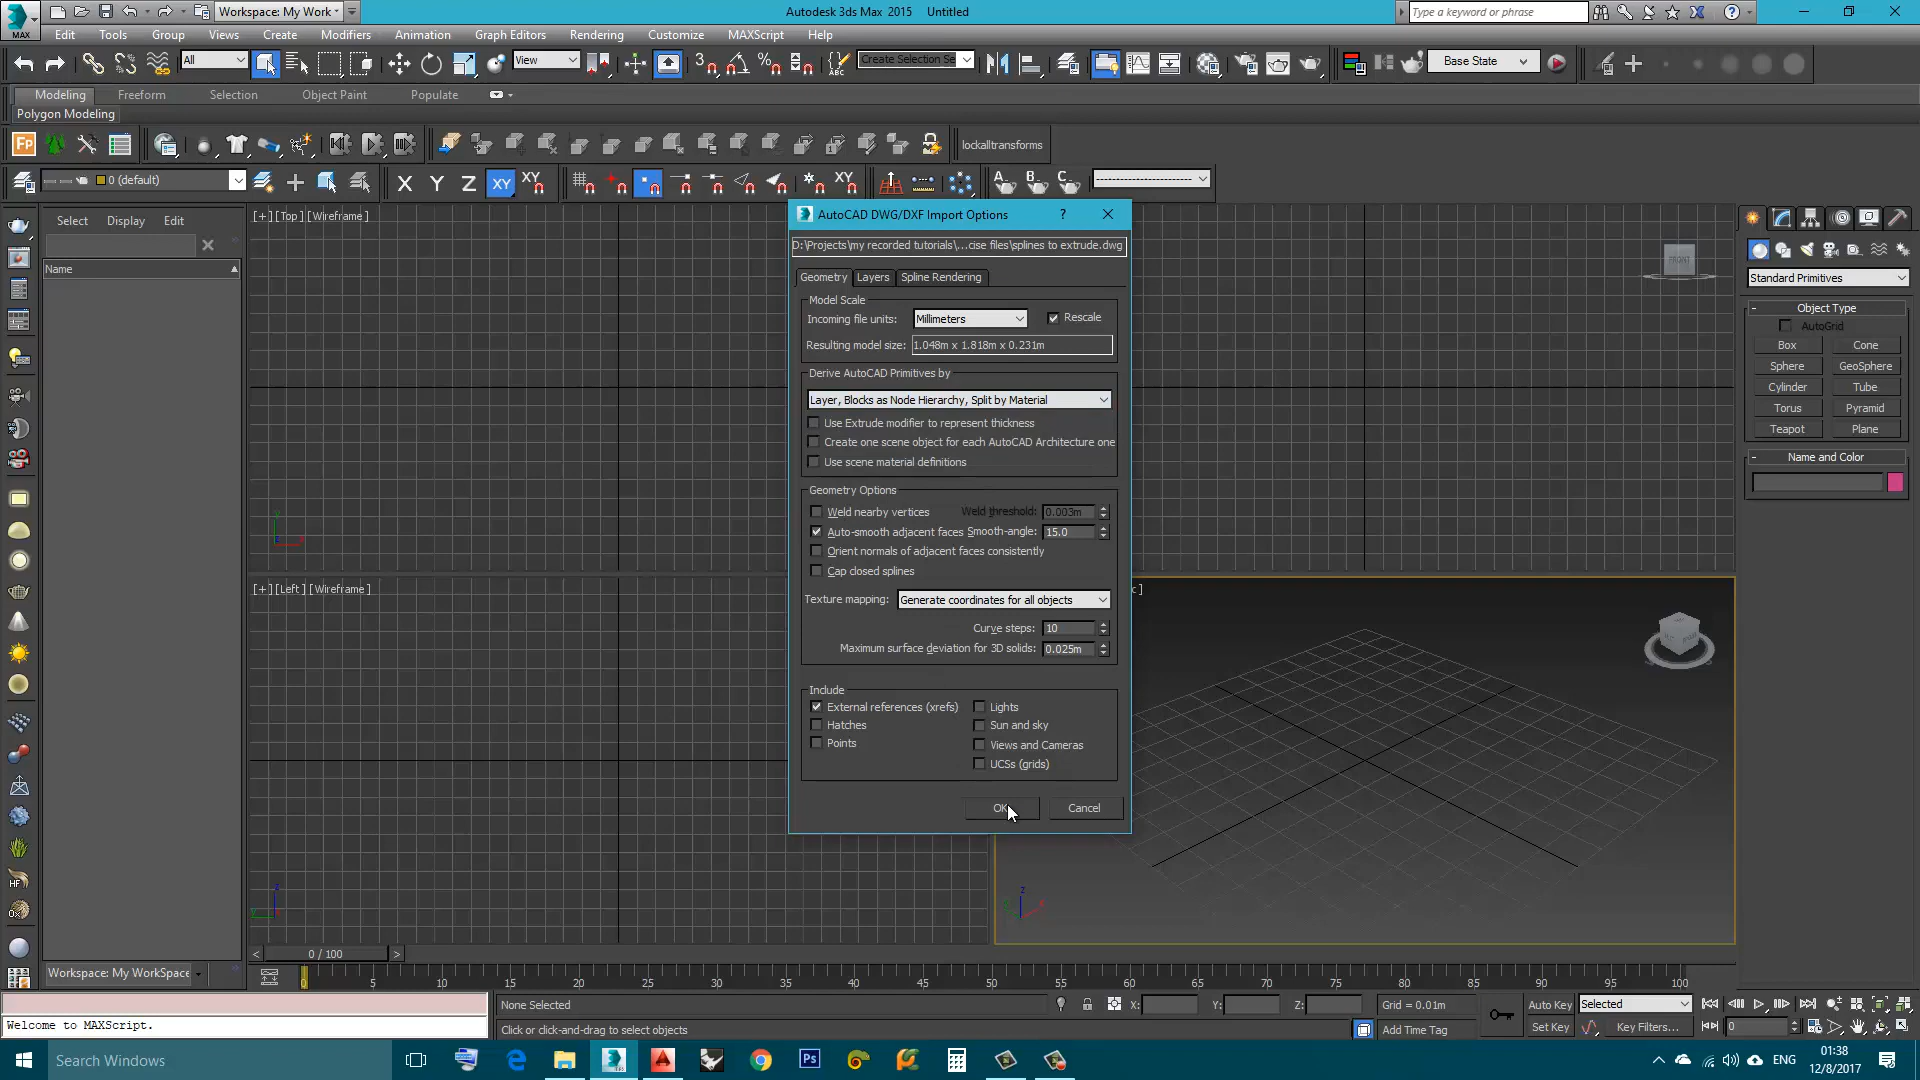 Workspace: My Work
Autodesk 3ds Max 2015 Untitled
Type a keyword or phrase
MAX
Edit Tools Group Views Create Modifiers Animation Graph Editors Rendering Customize MAXScript Help
All View Create Selection Se Base State
Modeling Freeform Selection Object Paint Populate
Polygon Modeling
lockalltransforms
0 (default) X Y Z XY XY XY A B C
Select Display Edit
Name
[+] [Top] [Wireframe]
[+] [Left] [Wireframe]
AutoCAD DWG/DXF Import Options ?
D:\Projects\my recorded tutorials\...cise files\splines to extrude.dwg
Geometry Layers Spline Rendering
Model Scale
Incoming file units: Millimeters Rescale
Resulting model size: 1.048m x 1.818m x 0.231m
Derive AutoCAD Primitives by
Layer, Blocks as Node Hierarchy, Split by Material
Use Extrude modifier to represent thickness
Create one scene object for each AutoCAD Architecture one
Use scene material definitions
Geometry Options
Weld nearby vertices Weld threshold: 0.003m
Auto-smooth adjacent faces Smooth-angle: 15.0
Orient normals of adjacent faces consistently
Cap closed splines
Texture mapping: Generate coordinates for all objects
Curve steps: 10
Maximum surface deviation for 3D solids: 0.025m
Include
External references (xrefs) Lights
Hatches Sun and sky
Points Views and Cameras
UCSs (grids)
OK Cancel
FRONT
Standard Primitives
Object Type
AutoGrid
Box Cone
Sphere GeoSphere
Cylinder Tube
Torus Pyramid
Teapot Plane
Name and Color
0 / 100
Workspace: My WorkSpace
0 5 10 15 20 25 30 35 40 45 50 55 60 65 70 75 80 85 90 95 100
None Selected X: Y: Z: Grid = 0.01m Auto Key Selected
Welcome to MAXScript.
Click or click-and-drag to select objects Add Time Tag Set Key Key Filters... 0
Search Windows
Ps
ENG
01:38
12/8/2017